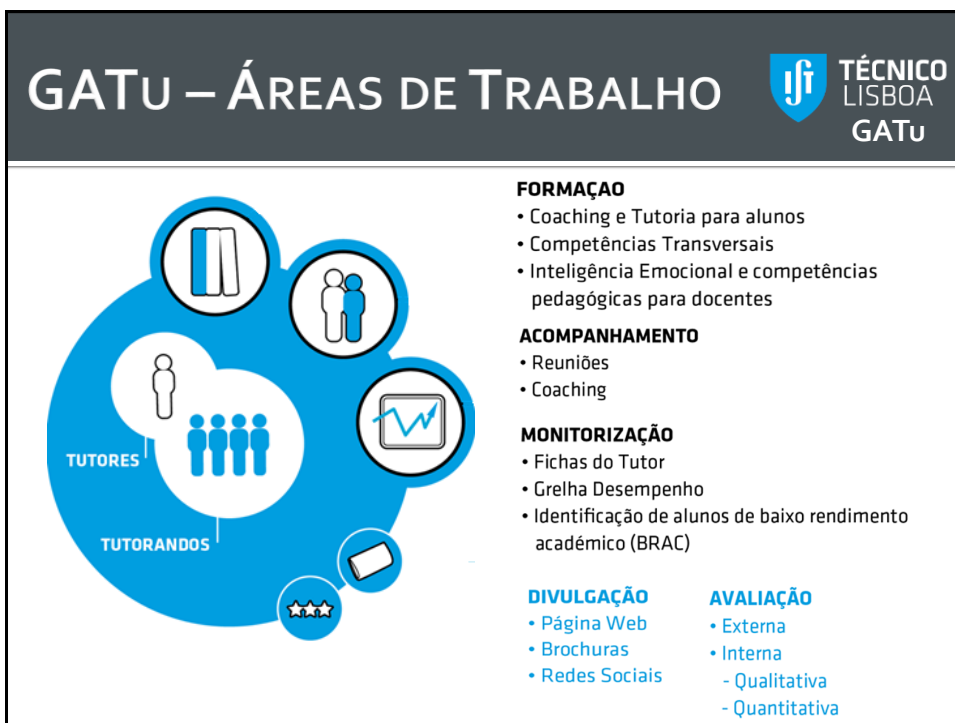 GATu – Áreas de Trabalho
TÉCNICO
LISBOA
GATu
FORMAÇAO
• Coaching e Tutoria para alunos
• Competências Transversais
• Inteligência Emocional e competências
pedagógicas para docentes
ACOMPANHAMENTO
• Reuniões
• Coaching
MONITORIZAÇÃO
• Fichas do Tutor
• Grelha Desempenho
• Identificação de alunos de baixo rendimento
académico (BRAC)
TUTORES
TUTORANDOS
DIVULGAÇÃO
• Página Web
• Brochuras
• Redes Sociais
AVALIAÇÃO
• Externa
• Interna
- Qualitativa
- Quantitativa